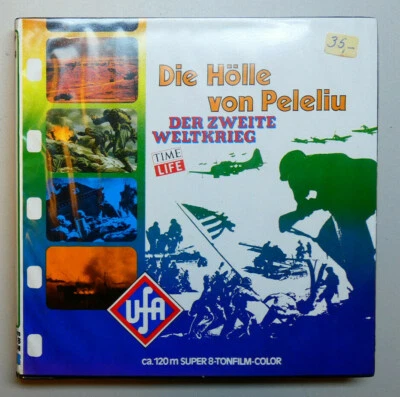 35,-
Die Hölle
von Peleliu
DER ZWEITE
WELTKRIEG
TIME
LIFE
UfA
ca. 120 m SUPER 8-TONFILM-COLOR